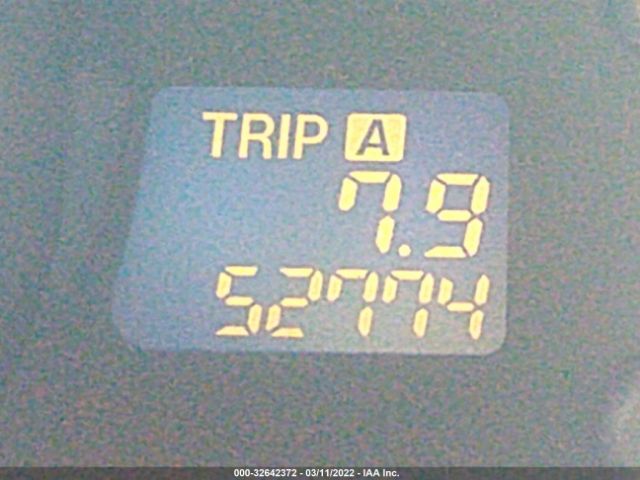 TRIP A
7.9
52774
000-32642372 - 03/11/2022 - IAA Inc.